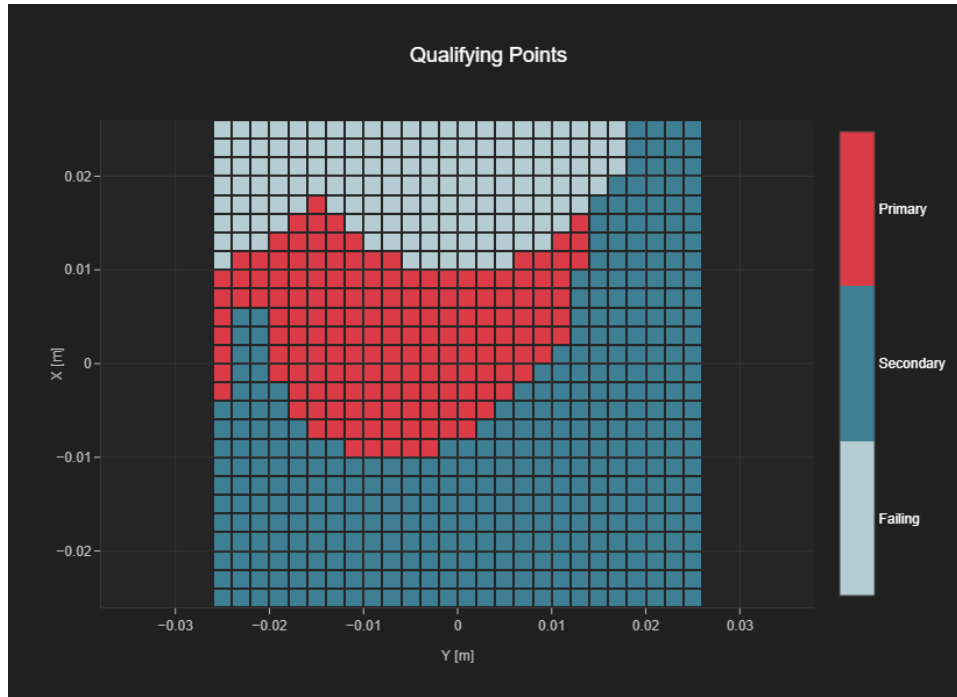 Qualifying Points
0.02
0.01
0
−0.01
−0.02
X [m]
−0.03
−0.02
−0.01
0
0.01
0.02
0.03
Y [m]
Primary
Secondary
Failing